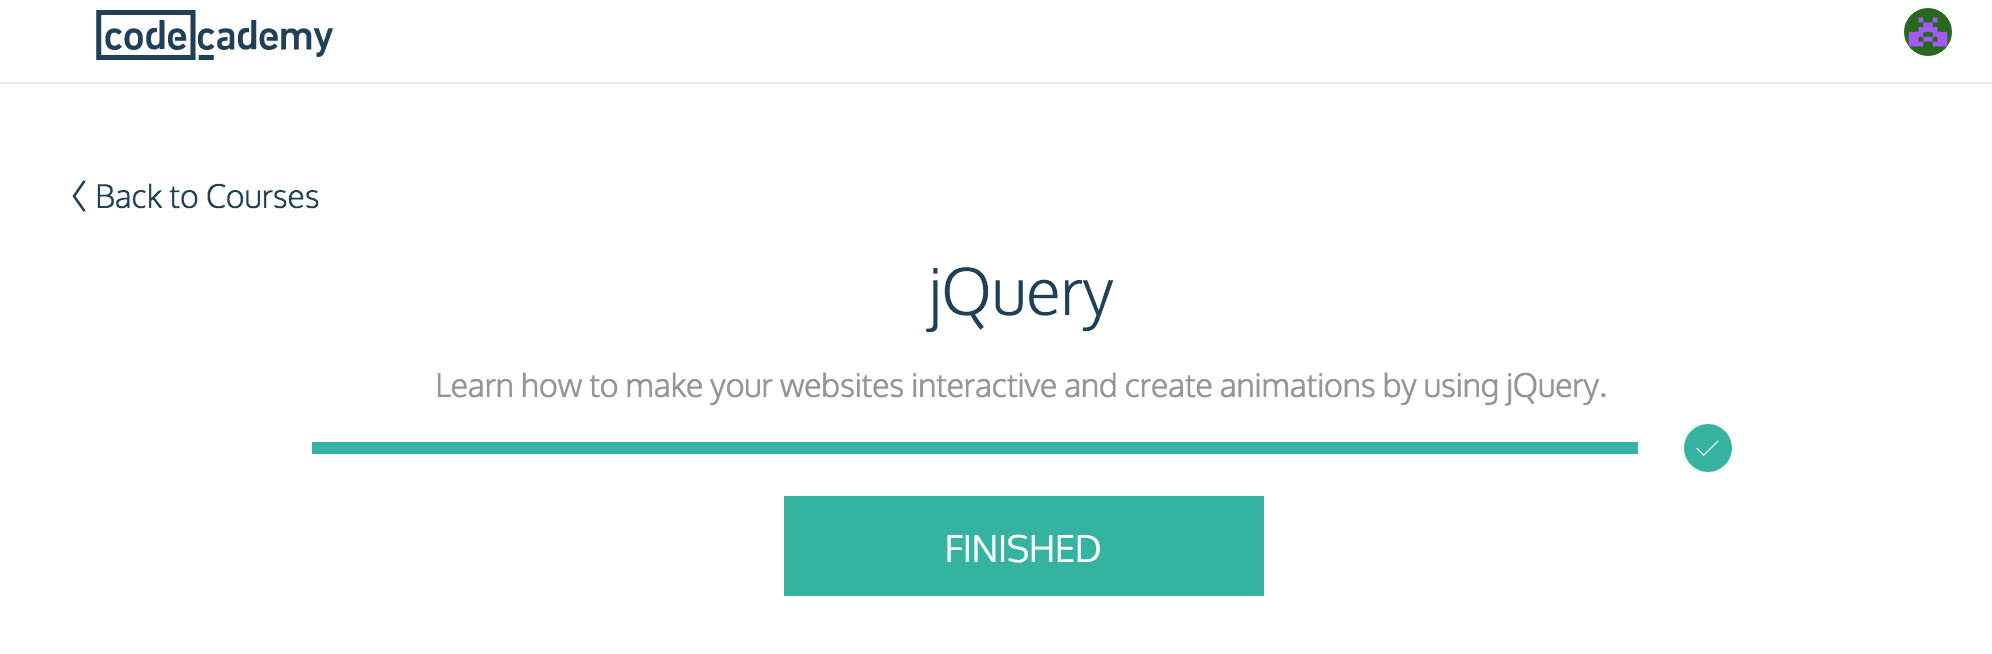 codecademy
Back to Courses
jQuery
Learn how to make your websites interactive and create animations by using jQuery.
FINISHED